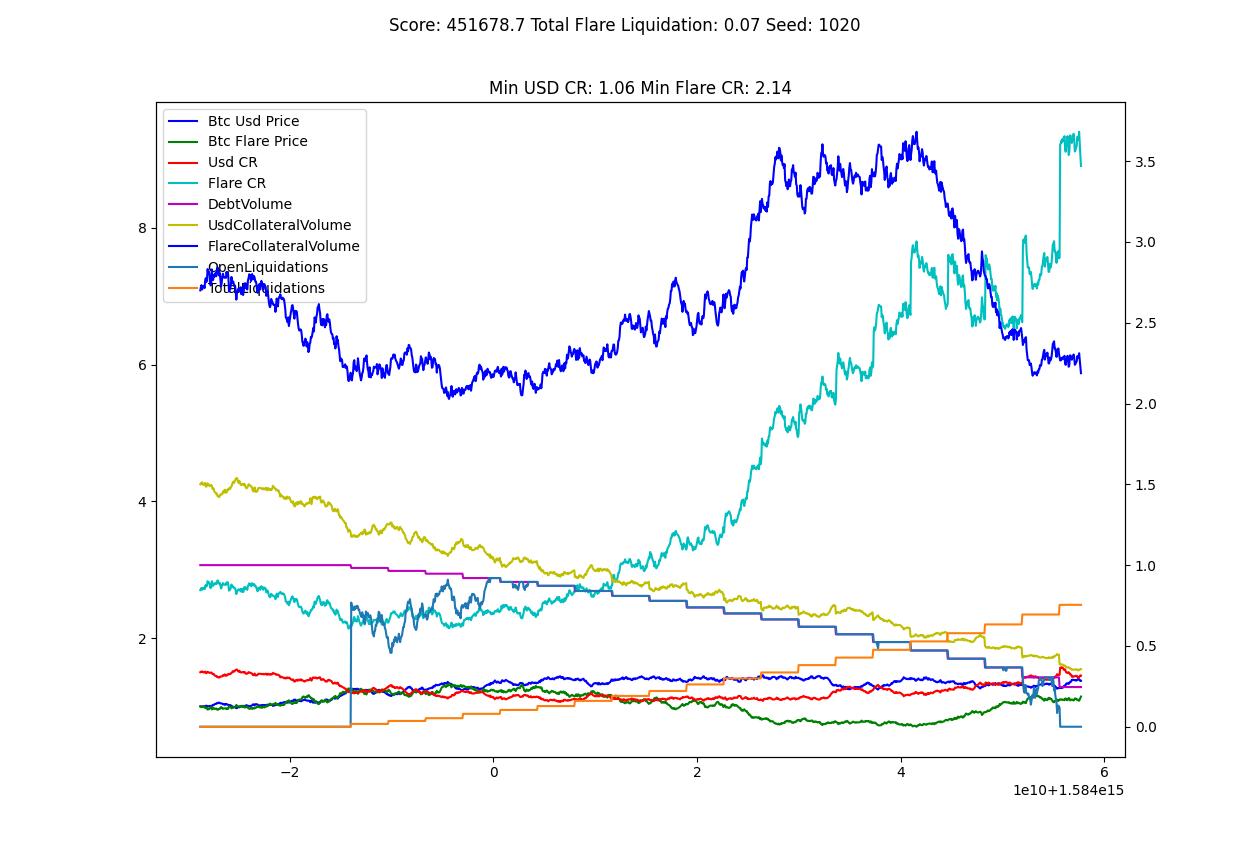 Score: 451678.7 Total Flare Liquidation: 0.07 Seed: 1020
Min USD CR: 1.06 Min Flare CR: 2.14
Btc Usd Price
Btc Flare Price
Usd CR
Flare CR
DebtVolume
UsdCollateralVolume
FlareCollateralVolume
OpenLiquidations
TotalLiquidations
8
6
4
2
3.5
3.0
2.5
2.0
1.5
1.0
0.5
0.0
−2 0 2 4 6
1e10+1.584e15